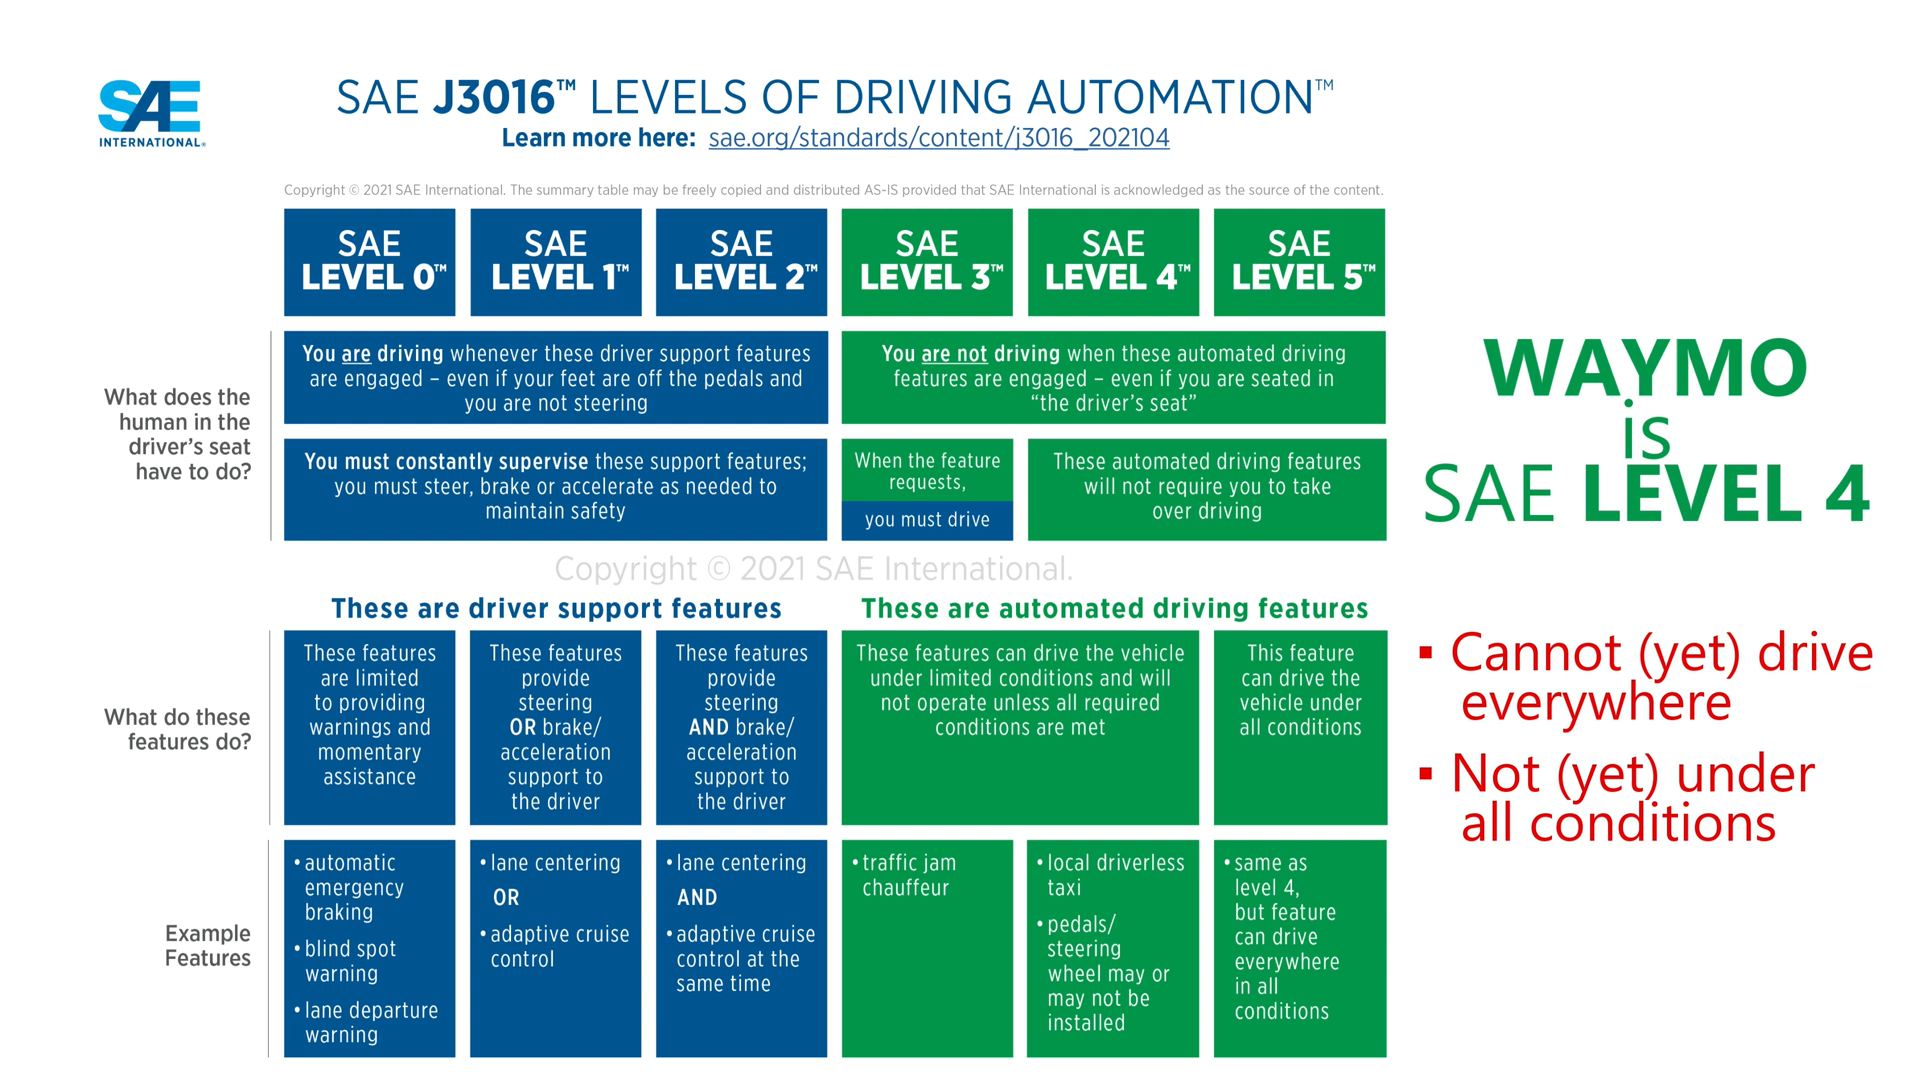 SAE
INTERNATIONAL®
SAE J3016™ LEVELS OF DRIVING AUTOMATION™
Learn more here: sae.org/standards/content/j3016_202104
Copyright © 2021 SAE International. The summary table may be freely copied and distributed AS-IS provided that SAE International is acknowledged as the source of the content.
SAE
LEVEL 0™
SAE
LEVEL 1™
SAE
LEVEL 2™
SAE
LEVEL 3™
SAE
LEVEL 4™
SAE
LEVEL 5™
What does the
human in the
driver's seat
have to do?
You are driving whenever these driver support features
are engaged – even if your feet are off the pedals and
you are not steering
You are not driving when these automated driving
features are engaged – even if you are seated in
“the driver's seat”
You must constantly supervise these support features;
you must steer, brake or accelerate as needed to
maintain safety
When the feature
requests,
you must drive
These automated driving features
will not require you to take
over driving
Copyright © 2021 SAE International.
These are driver support features
These are automated driving features
What do these
features do?
These features
are limited
to providing
warnings and
momentary
assistance
These features
provide
steering
OR brake/
acceleration
support to
the driver
These features
provide
steering
AND brake/
acceleration
support to
the driver
These features can drive the vehicle
under limited conditions and will
not operate unless all required
conditions are met
This feature
can drive the
vehicle under
all conditions
Example
Features
• automatic
emergency
braking
• blind spot
warning
• lane departure
warning
• lane centering
OR
• adaptive cruise
control
• lane centering
AND
• adaptive cruise
control at the
same time
• traffic jam
chauffeur
• local driverless
taxi
• pedals/
steering
wheel may or
may not be
installed
• same as
level 4,
but feature
can drive
everywhere
in all
conditions
WAYMO
is
SAE LEVEL 4
▪ Cannot (yet) drive
everywhere
▪ Not (yet) under
all conditions